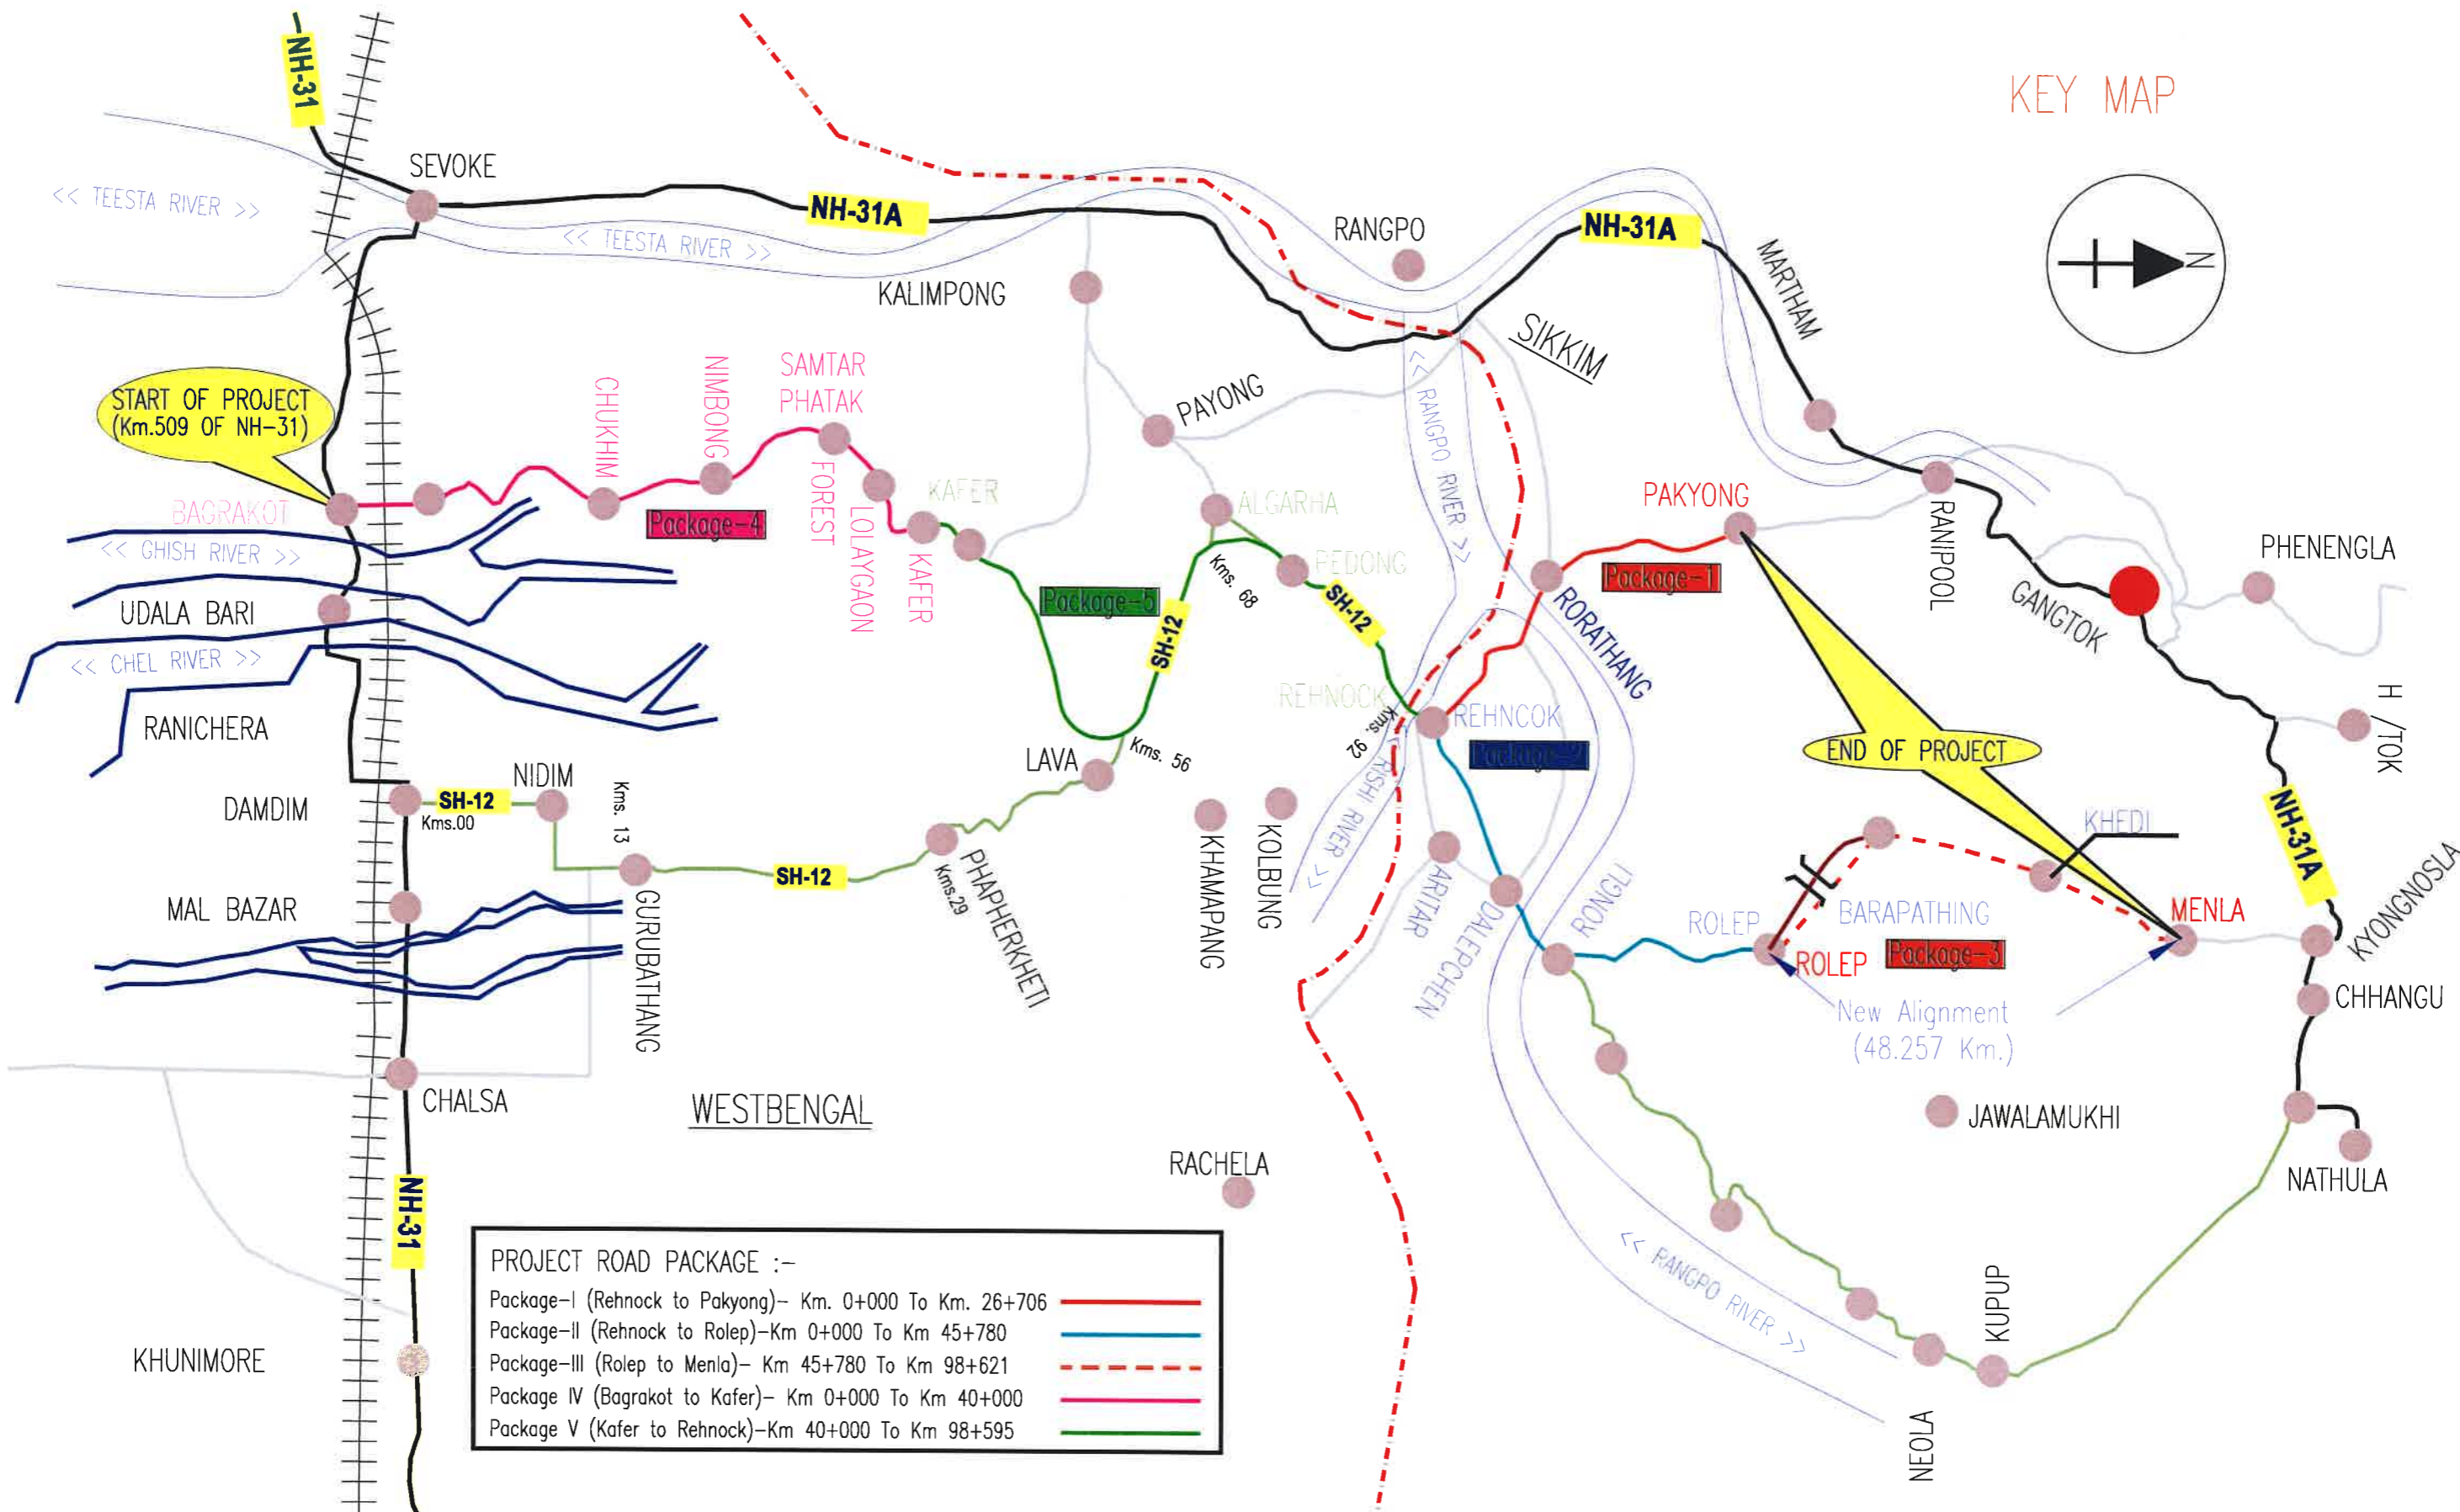 KEY MAP
N
NH-31
SEVOKE
<< TEESTA RIVER >>
NH-31A
<< TEESTA RIVER >>
KALIMPONG
RANGPO
NH-31A
MARTHAM
SIKKIM
START OF PROJECT
(Km.509 OF NH-31)
BAGRAKOT
CHUKHIM
NIMBONG
SAMTAR
PHATAK
FOREST
LOLAYGAON
KAFER
KAFER
Package-4
PAYONG
ALGARHA
PEDONG
Kms. 68
Package-5
SH-12
SH-12
<< RANGPO RIVER >>
PAKYONG
Package-1
RORATHANG
RANIPOOL
GANGTOK
PHENENGLA
H /TOK
<< GHISH RIVER >>
UDALA BARI
<< CHEL RIVER >>
RANICHERA
REHNOCK
Kms. 92
REHNCOK
Package-2
<< RISHI RIVER >>
END OF PROJECT
LAVA
Kms. 56
DAMDIM
SH-12
Kms.00
NIDIM
Kms. 13
GURUBATHANG
SH-12
PHAPHERKHETI
Kms.29
KHAMAPANG
KOLBUNG
ARITAR
DALEPCHEN
RONGLI
ROLEP
ROLEP
BARAPATHING
Package-3
KHEDI
MENLA
NH-31A
KYONGNOSLA
CHHANGU
New Alignment
(48.257 Km.)
MAL BAZAR
CHALSA
WESTBENGAL
JAWALAMUKHI
NATHULA
RACHELA
NH-31
<< RANGPO RIVER >>
KUPUP
NEOLA
KHUNIMORE
PROJECT ROAD PACKAGE :-
Package-I (Rehnock to Pakyong)- Km. 0+000 To Km. 26+706
Package-II (Rehnock to Rolep)-Km 0+000 To Km 45+780
Package-III (Rolep to Menla)- Km 45+780 To Km 98+621
Package IV (Bagrakot to Kafer)- Km 0+000 To Km 40+000
Package V (Kafer to Rehnock)-Km 40+000 To Km 98+595